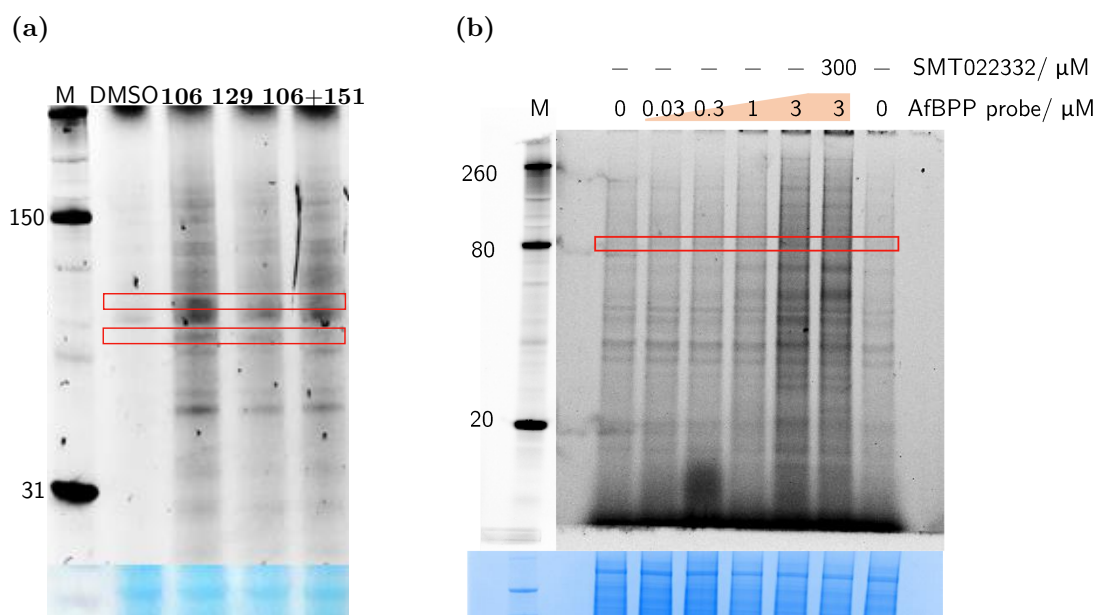 (a)
M DMSO 106 129 106+151
150
31
(b)
– – – – – 300 – SMT022332/ µM
M 0 0.03 0.3 1 3 3 0 AfBPP probe/ µM
260
80
20